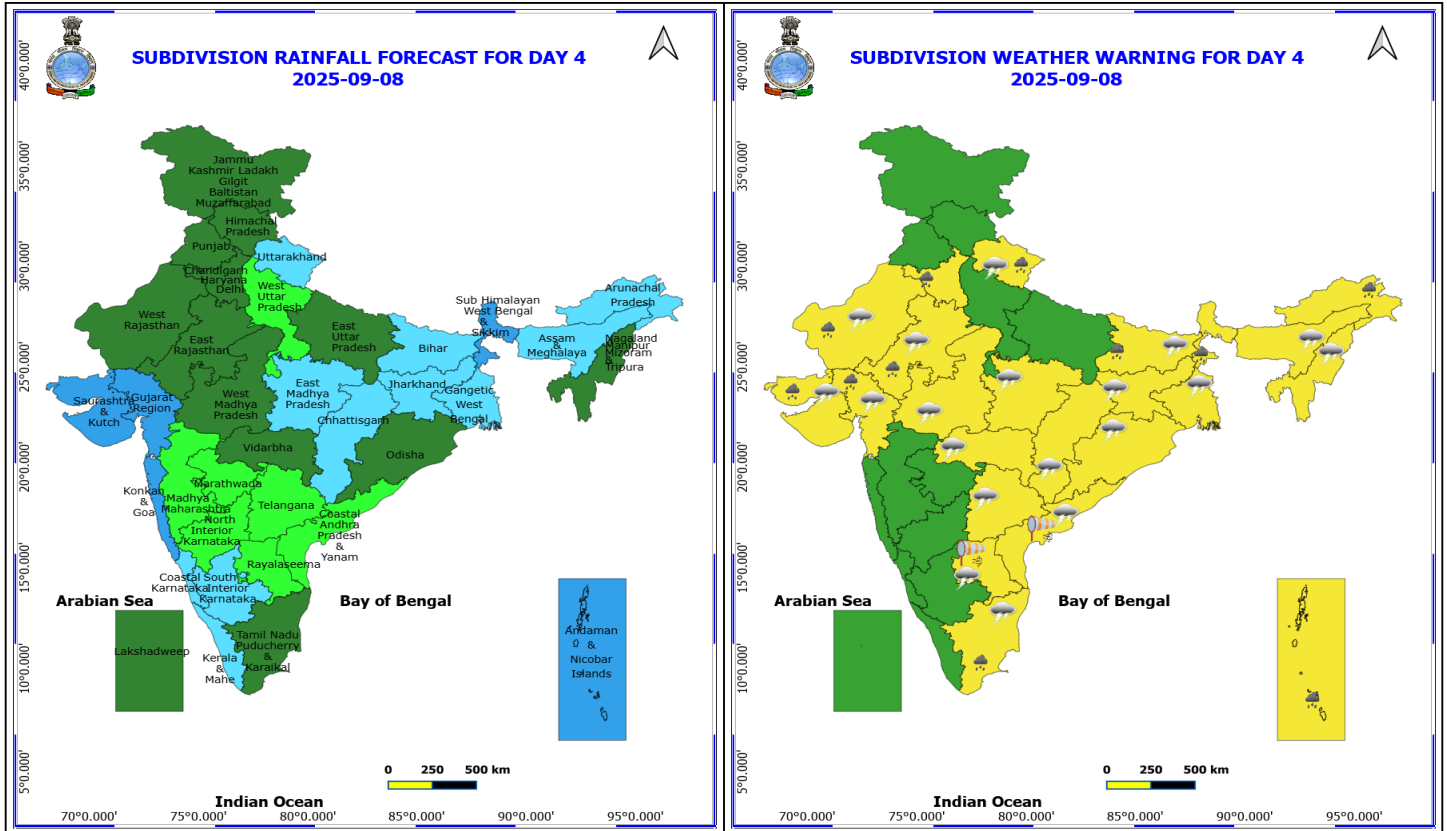 SUBDIVISION RAINFALL FORECAST FOR DAY 4
2025-09-08
40°0.000'
35°0.000'
30°0.000'
25°0.000'
20°0.000'
15°0.000'
10°0.000'
5°0.000'
Jammu
Kashmir Ladakh
Gilgit
Baltistan
Muzaffarabad
Himachal
Pradesh
Punjab
Uttarakhand
Chandigarh
Haryana
Delhi
West
Uttar
Pradesh
West
Rajasthan
East
Rajasthan
East
Uttar
Pradesh
Sub Himalayan
West Bengal
&
Sikkim
Arunachal
Pradesh
Assam
&
Meghalaya
Nagaland
Manipur
Mizoram
&
Tripura
Bihar
Jharkhand
Gangetic
West
Bengal
Saurashtra
&
Kutch
Gujarat
Region
West
Madhya
Pradesh
East
Madhya
Pradesh
Chhattisgarh
Vidarbha
Odisha
Konkan
&
Goa
Madhya
Maharashtra
Marathwada
Telangana
North
Interior
Karnataka
Coastal
Andhra
Pradesh
&
Yanam
Rayalaseema
Coastal
Karnataka
South
Interior
Karnataka
Arabian Sea
Bay of Bengal
Lakshadweep
Kerala
&
Mahe
Tamil Nadu
Puducherry
&
Karaikal
Andaman
&
Nicobar
Islands
0 250 500 km
Indian Ocean
70°0.000' 75°0.000' 80°0.000' 85°0.000' 90°0.000' 95°0.000'
SUBDIVISION WEATHER WARNING FOR DAY 4
2025-09-08
40°0.000'
35°0.000'
30°0.000'
25°0.000'
20°0.000'
15°0.000'
10°0.000'
5°0.000'
Arabian Sea
Bay of Bengal
0 250 500 km
Indian Ocean
70°0.000' 75°0.000' 80°0.000' 85°0.000' 90°0.000' 95°0.000'